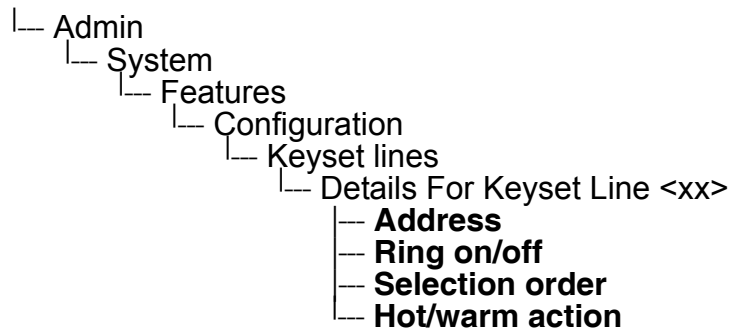 |--- Admin
|--- System
|--- Features
|--- Configuration
|--- Keyset lines
|--- Details For Keyset Line <xx>
|--- Address
|--- Ring on/off
|--- Selection order
|--- Hot/warm action